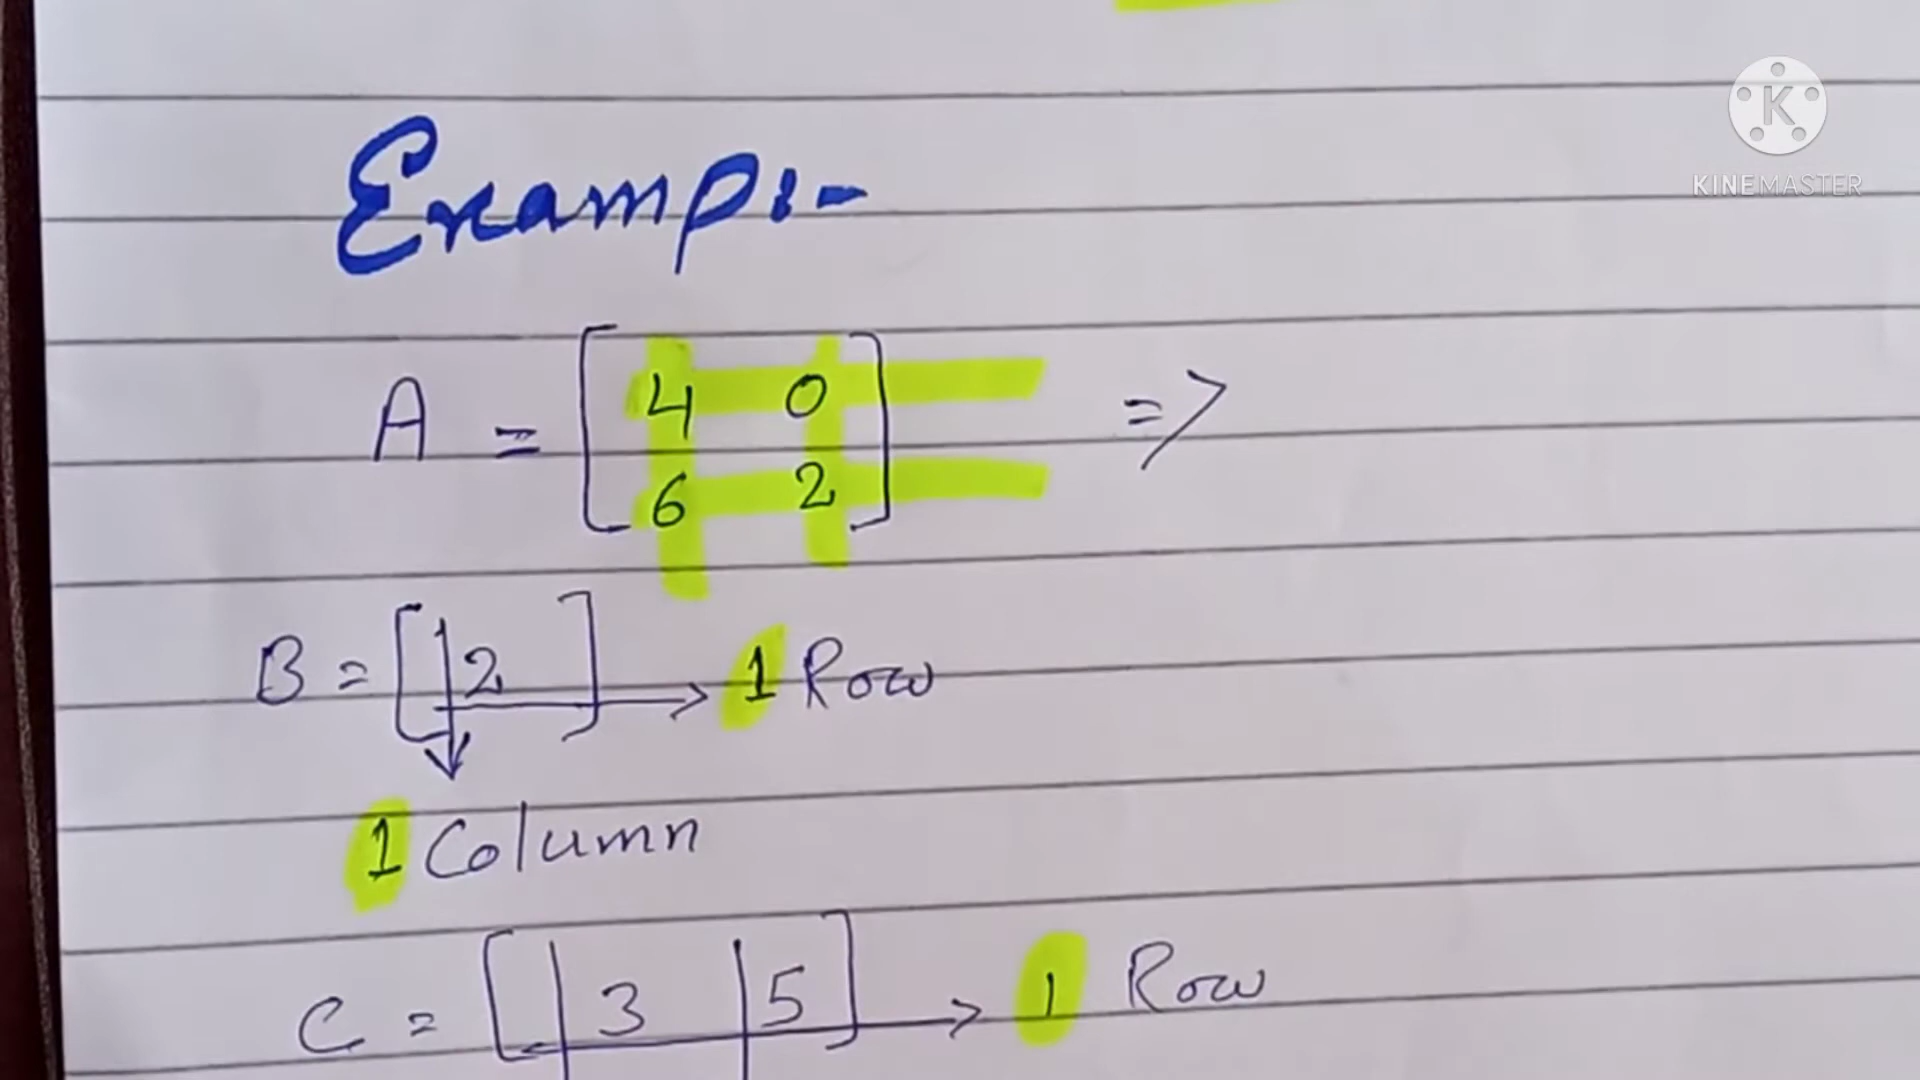 KINEMASTER
Examp:-
A = [ 4 0
6 2 ] =>
B = [ 2 ] → 1 Row
1 Column
C = [ 3 5 ] → 1 Row